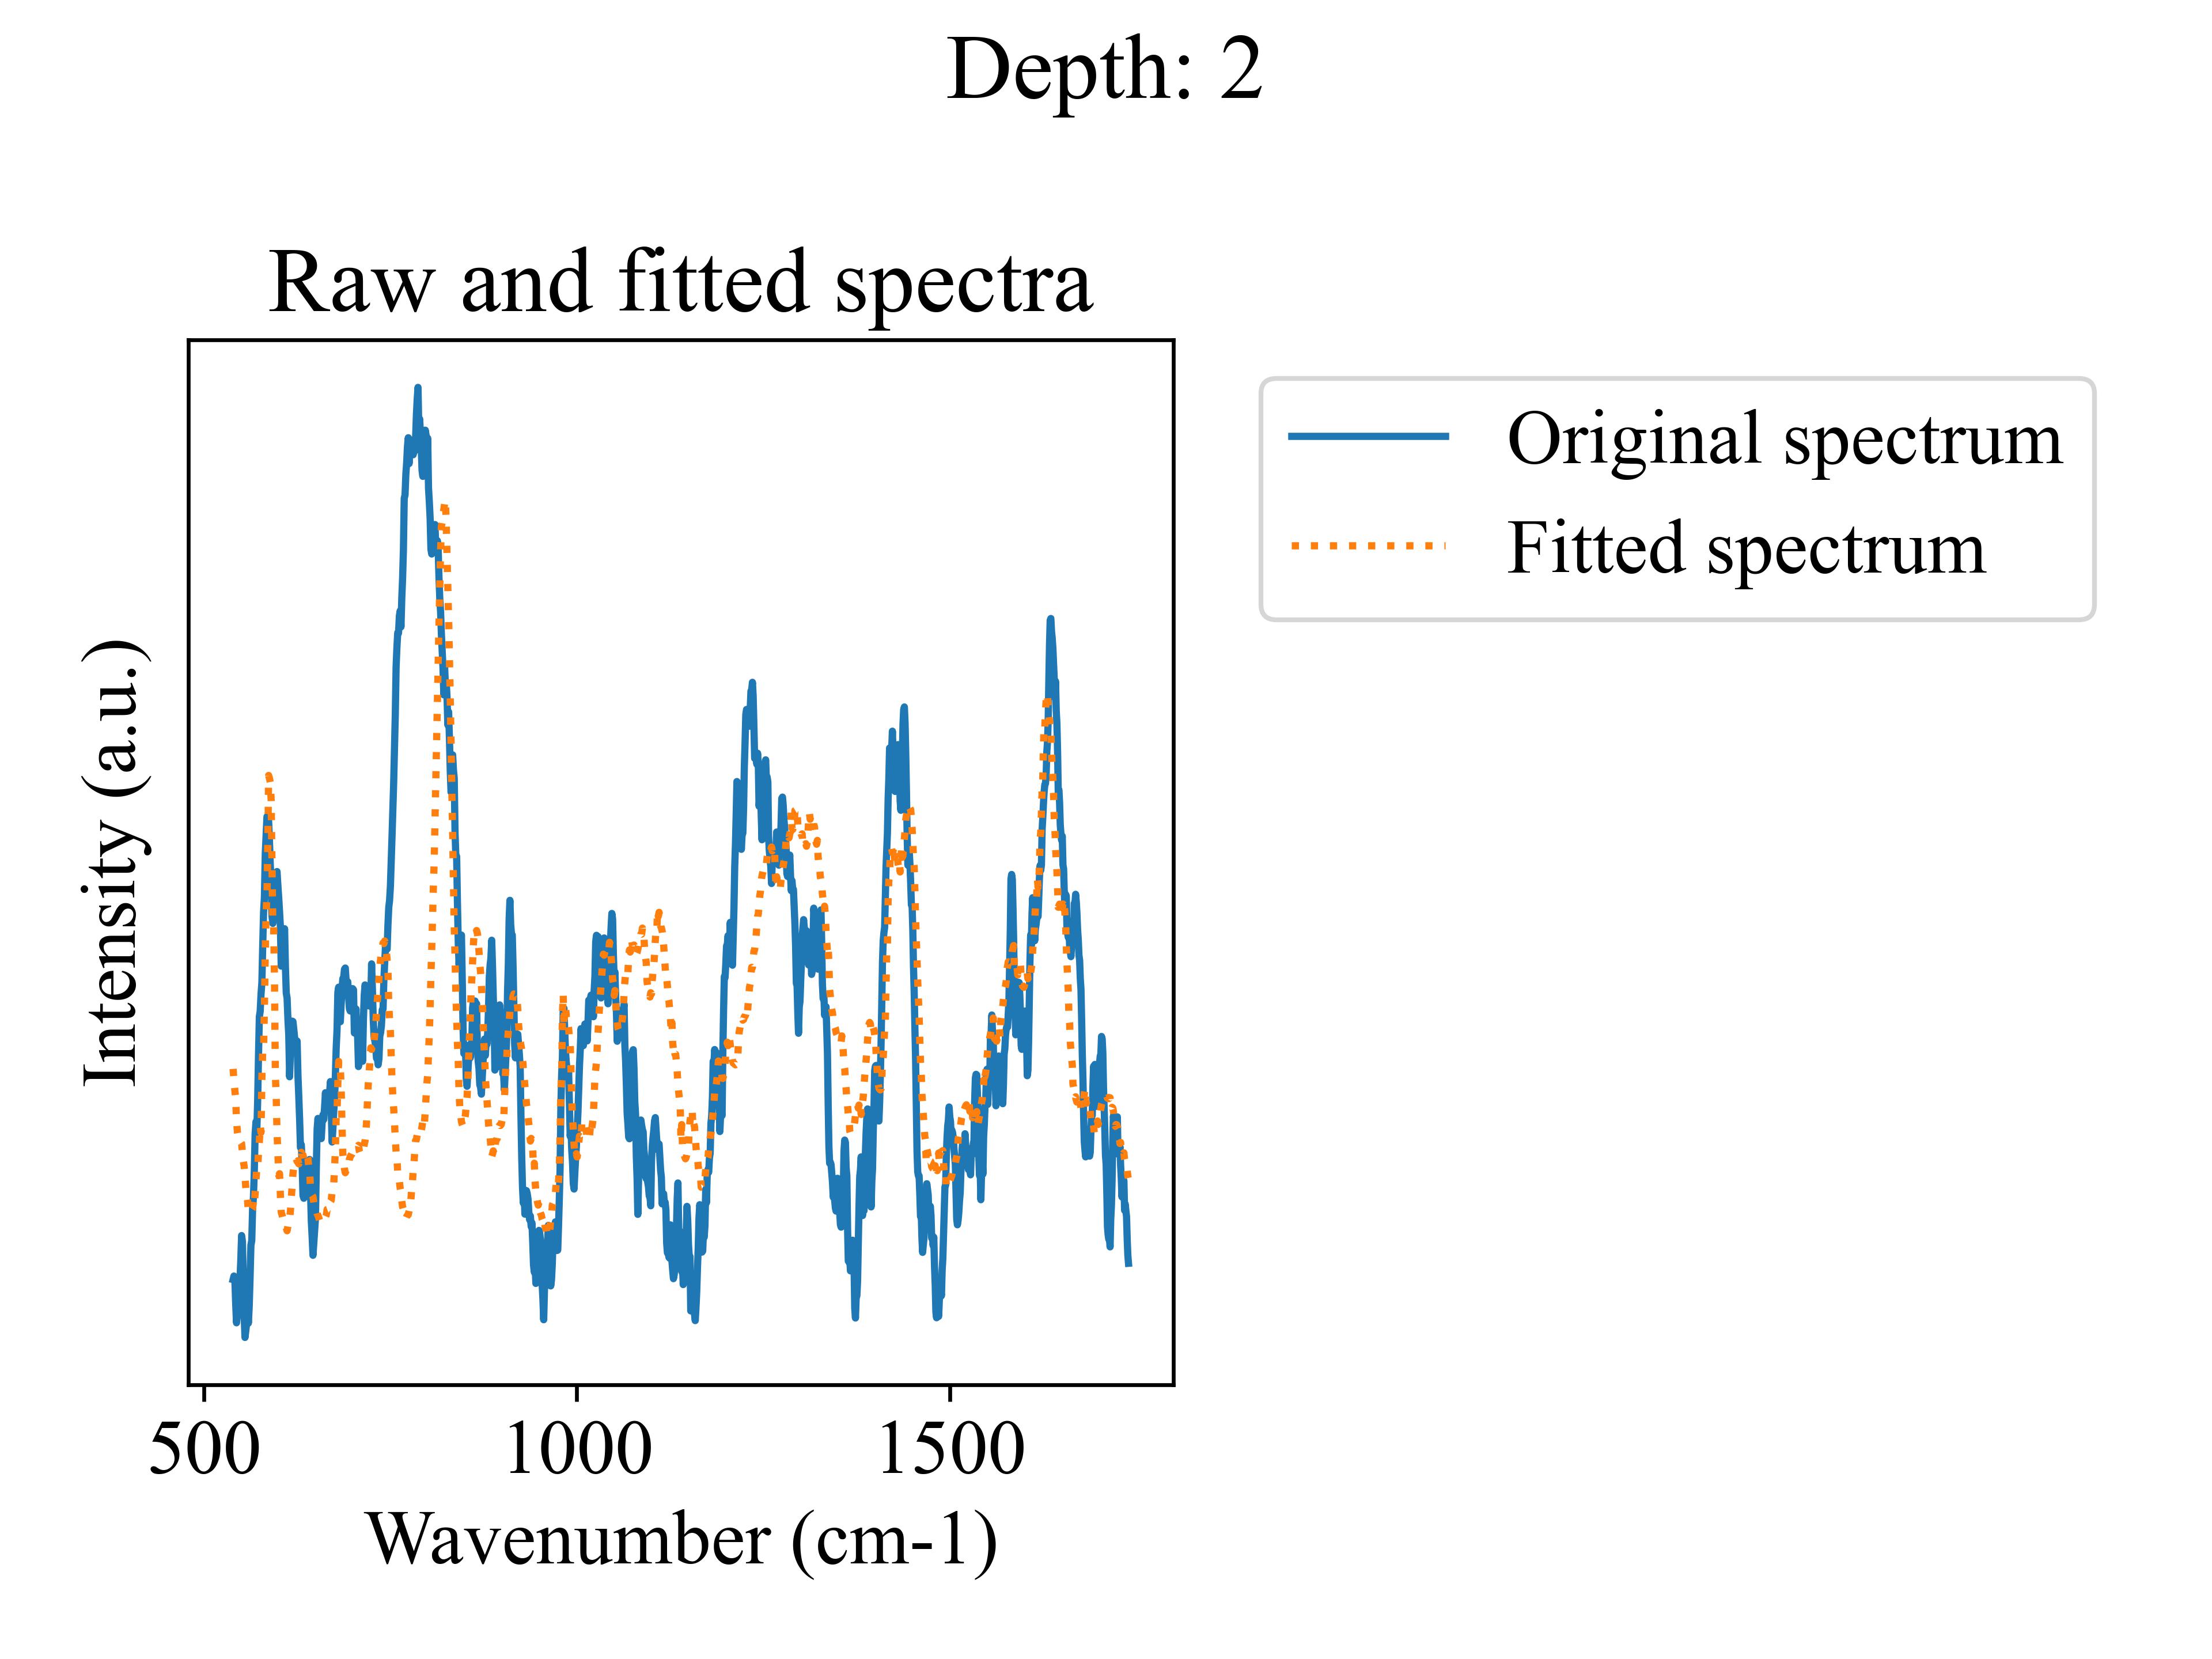 Depth: 2
Raw and fitted spectra
Original spectrum
Fitted spectrum
Intensity (a.u.)
500 1000 1500
Wavenumber (cm-1)